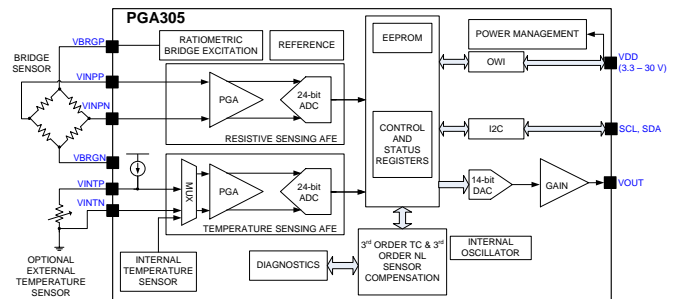 PGA305
VBRGP
RATIOMETRIC
BRIDGE EXCITATION
REFERENCE
EEPROM
POWER MANAGEMENT
BRIDGE
SENSOR
VINPP
VINPN
PGA
24-bit
ADC
RESISTIVE SENSING AFE
OWI
VDD
(3.3 – 30 V)
CONTROL
AND
STATUS
REGISTERS
I2C
SCL, SDA
VBRGN
VINTP
VINTN
MUX
PGA
24-bit
ADC
TEMPERATURE SENSING AFE
14-bit
DAC
GAIN
VOUT
OPTIONAL
EXTERNAL
TEMPERATURE
SENSOR
INTERNAL
TEMPERATURE
SENSOR
DIAGNOSTICS
3rd ORDER TC & 3rd
ORDER NL
SENSOR
COMPENSATION
INTERNAL
OSCILLATOR